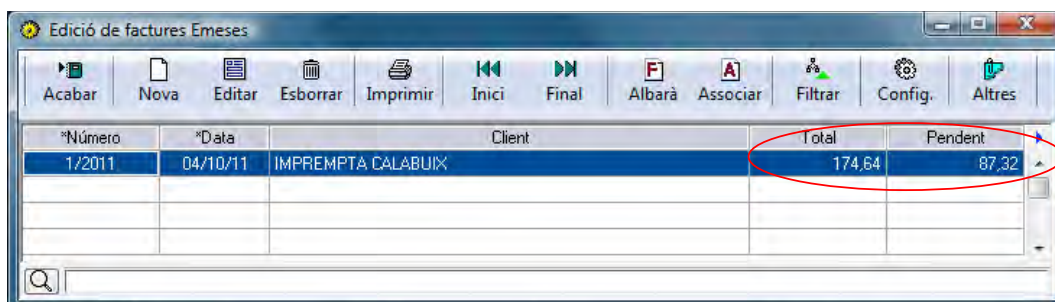 Edició de factures Emeses
Acabar Nova Editar Esborrar Imprimir Inici Final Albarà Associar Filtrar Config. Altres
*Número *Data Client Total Pendent
1/2011 04/10/11 IMPREMPTA CALABUIX 174,64 87,32